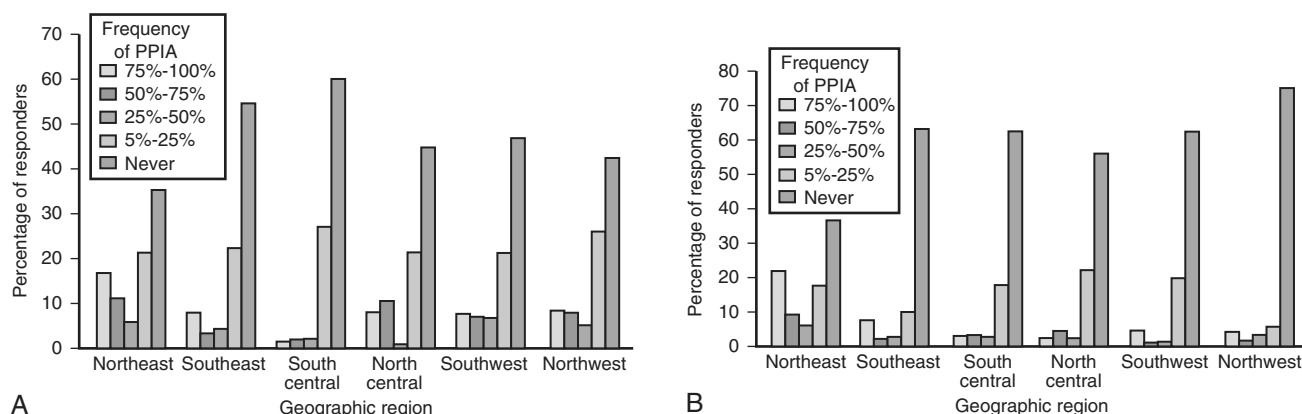 70
60
50
40
30
20
10
0
Percentage of responders
Frequency
of PPIA
75%-100%
50%-75%
25%-50%
5%-25%
Never
Northeast
Southeast
South
central
North
central
Southwest
Northwest
Geographic region
A
80
70
60
50
40
30
20
10
0
Percentage of responders
Frequency
of PPIA
75%-100%
50%-75%
25%-50%
5%-25%
Never
Northeast
Southeast
South
central
North
central
Southwest
Northwest
Geographic region
B